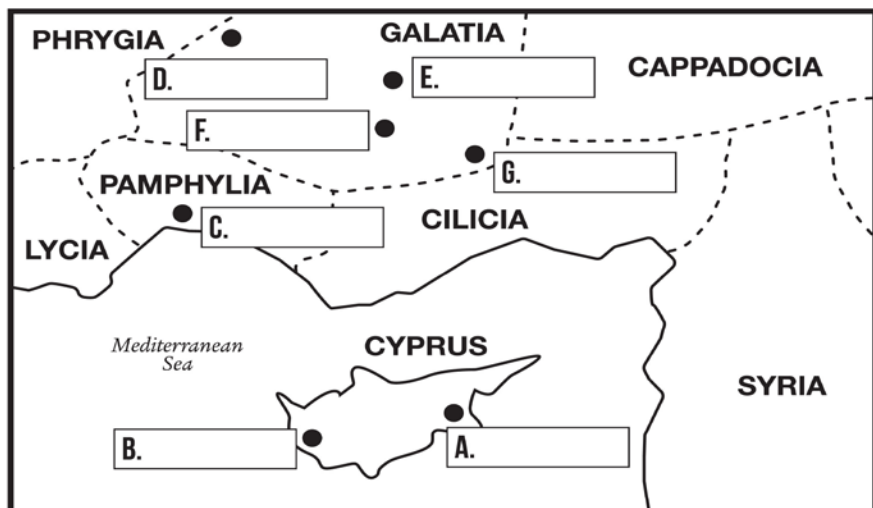 PHRYGIA
GALATIA
CAPPADOCIA
D.
E.
F.
G.
PAMPHYLIA
C.
CILICIA
LYCIA
Mediterranean
Sea
CYPRUS
SYRIA
B.
A.